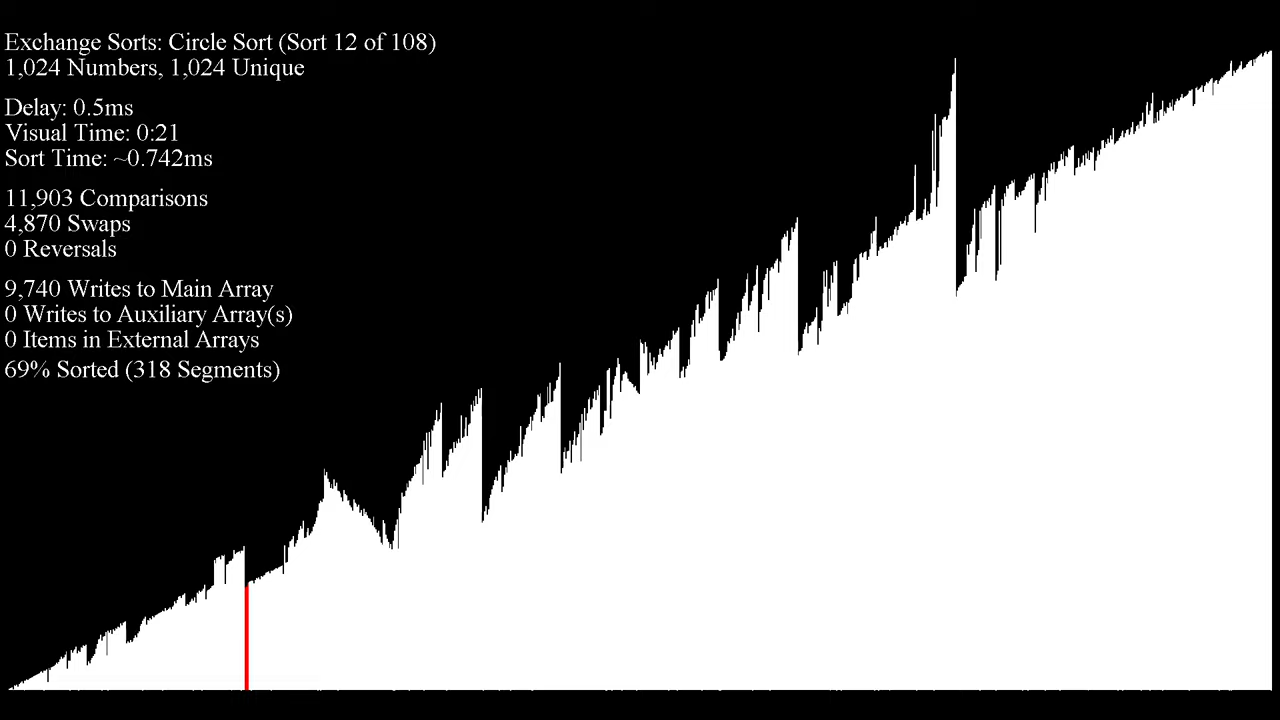 Exchange Sorts: Circle Sort (Sort 12 of 108)
1,024 Numbers, 1,024 Unique
Delay: 0.5ms
Visual Time: 0:21
Sort Time: ~0.742ms
11,903 Comparisons
4,870 Swaps
0 Reversals
9,740 Writes to Main Array
0 Writes to Auxiliary Array(s)
0 Items in External Arrays
69% Sorted (318 Segments)